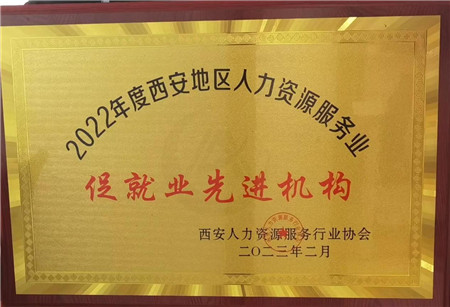 2022年度西安地区人力资源服务业
促就业先进机构
西安人力资源服务行业协会
二〇二三年二月